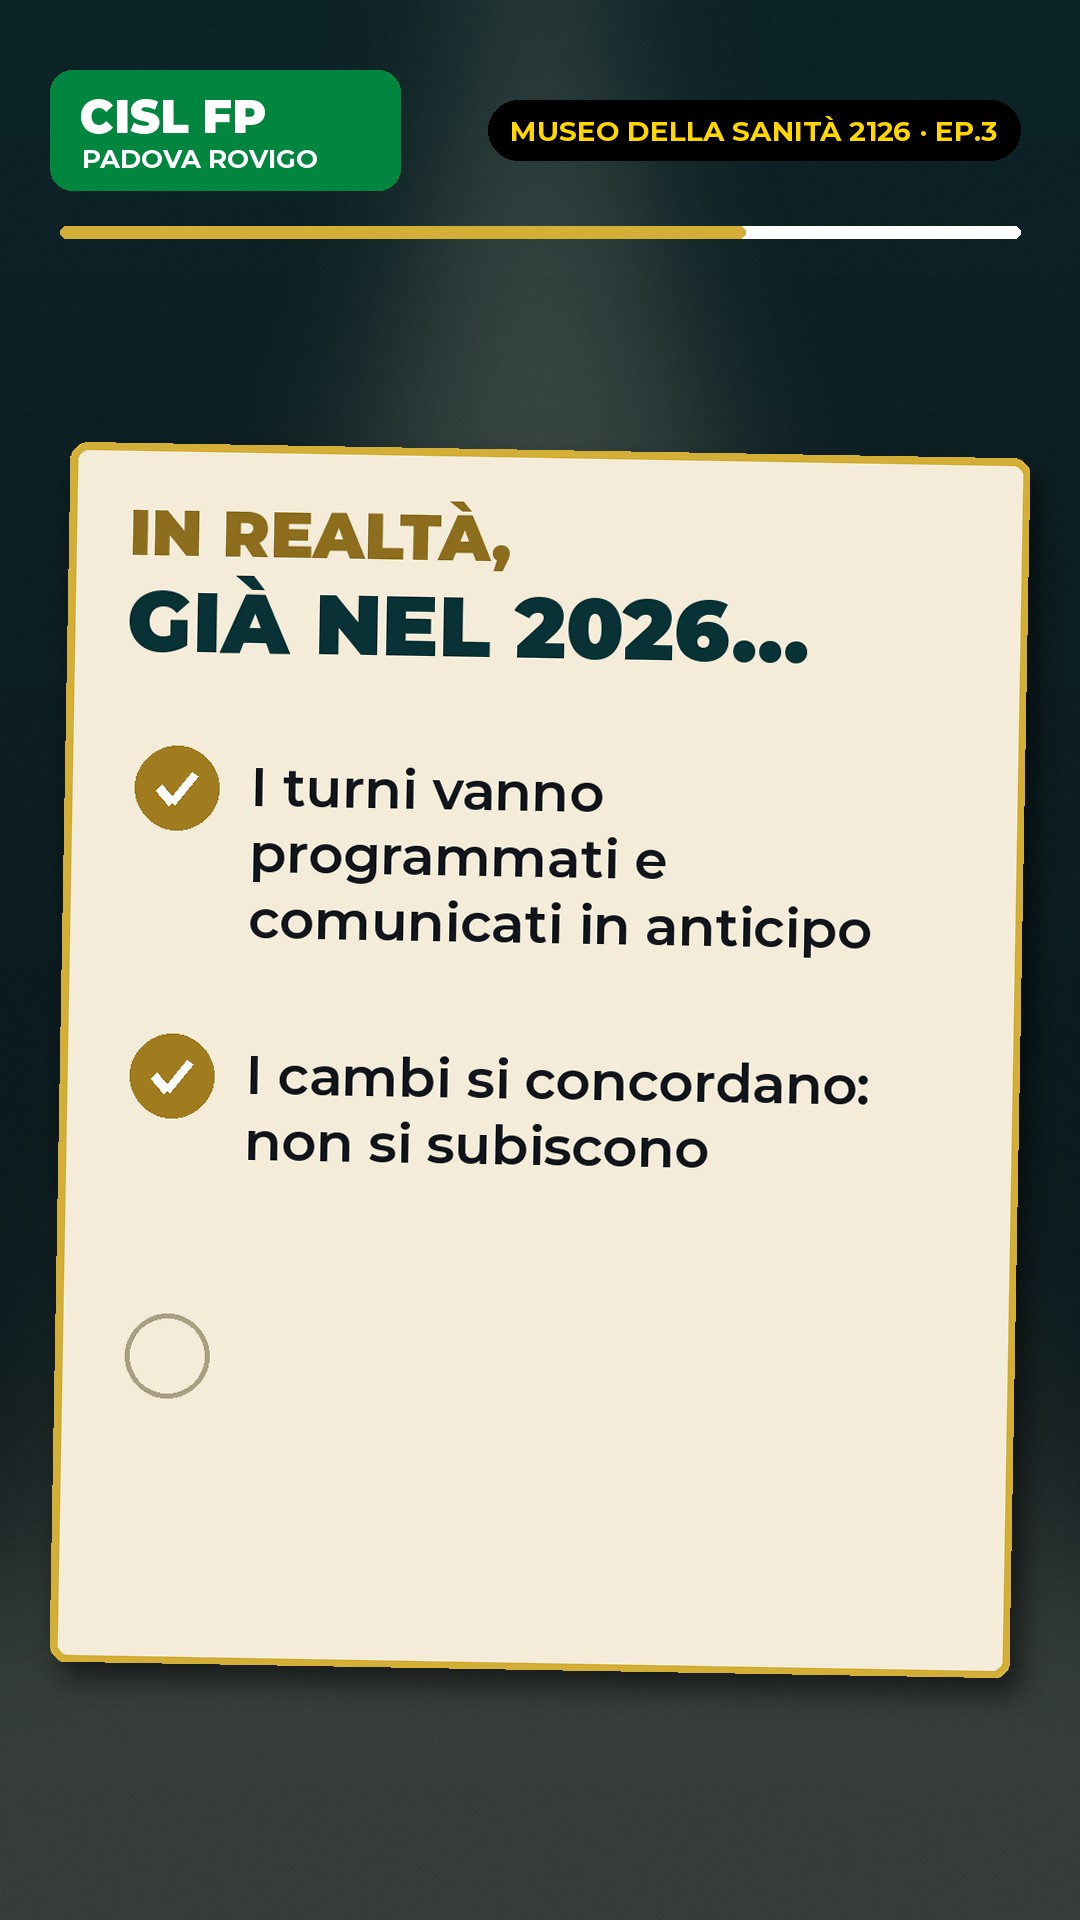 CISL FP
PADOVA ROVIGO
MUSEO DELLA SANITÀ 2126 · EP.3
IN REALTÀ,
GIÀ NEL 2026...
I turni vanno
programmati e
comunicati in anticipo
I cambi si concordano:
non si subiscono